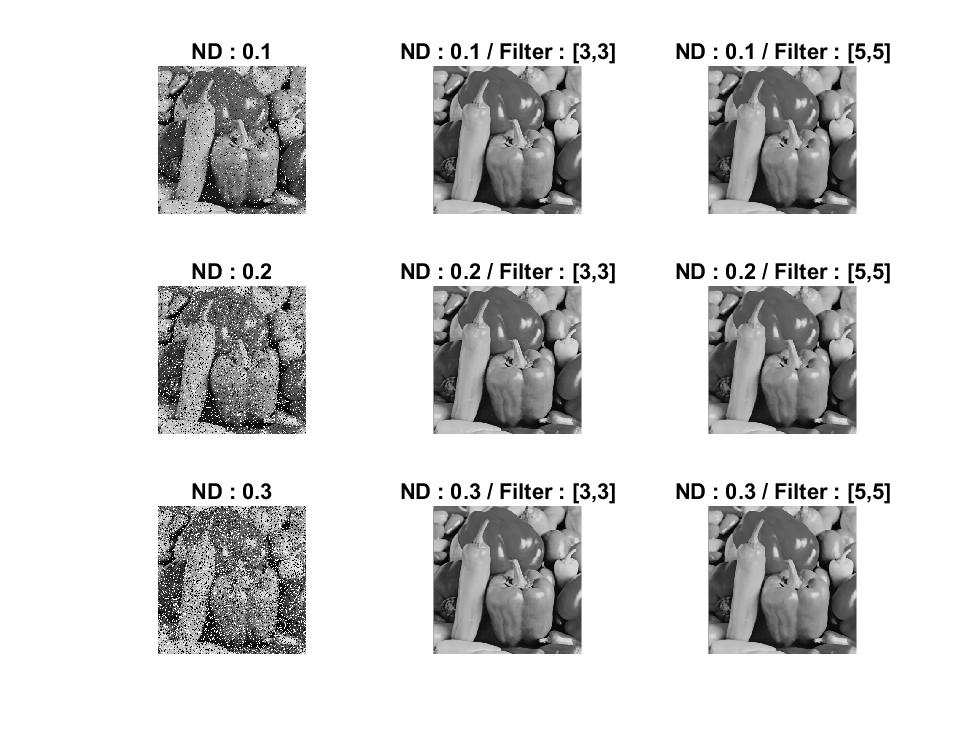 ND : 0.1
ND : 0.1 / Filter : [3,3]
ND : 0.1 / Filter : [5,5]
ND : 0.2
ND : 0.2 / Filter : [3,3]
ND : 0.2 / Filter : [5,5]
ND : 0.3
ND : 0.3 / Filter : [3,3]
ND : 0.3 / Filter : [5,5]